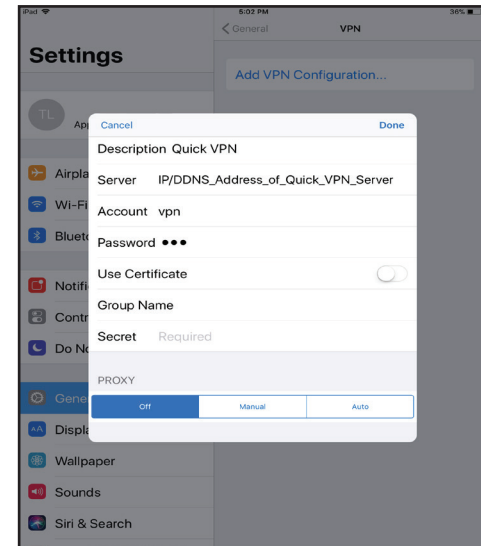 iPad
5:02 PM
36%
General
VPN
Settings
Add VPN Configuration...
TL
Cancel
Done
Description Quick VPN
Server IP/DDNS_Address_of_Quick_VPN_Server
Account vpn
Password •••
Use Certificate
Group Name
Secret Required
PROXY
Off Manual Auto
Wi-Fi
AA
Wallpaper
Sounds
Siri & Search